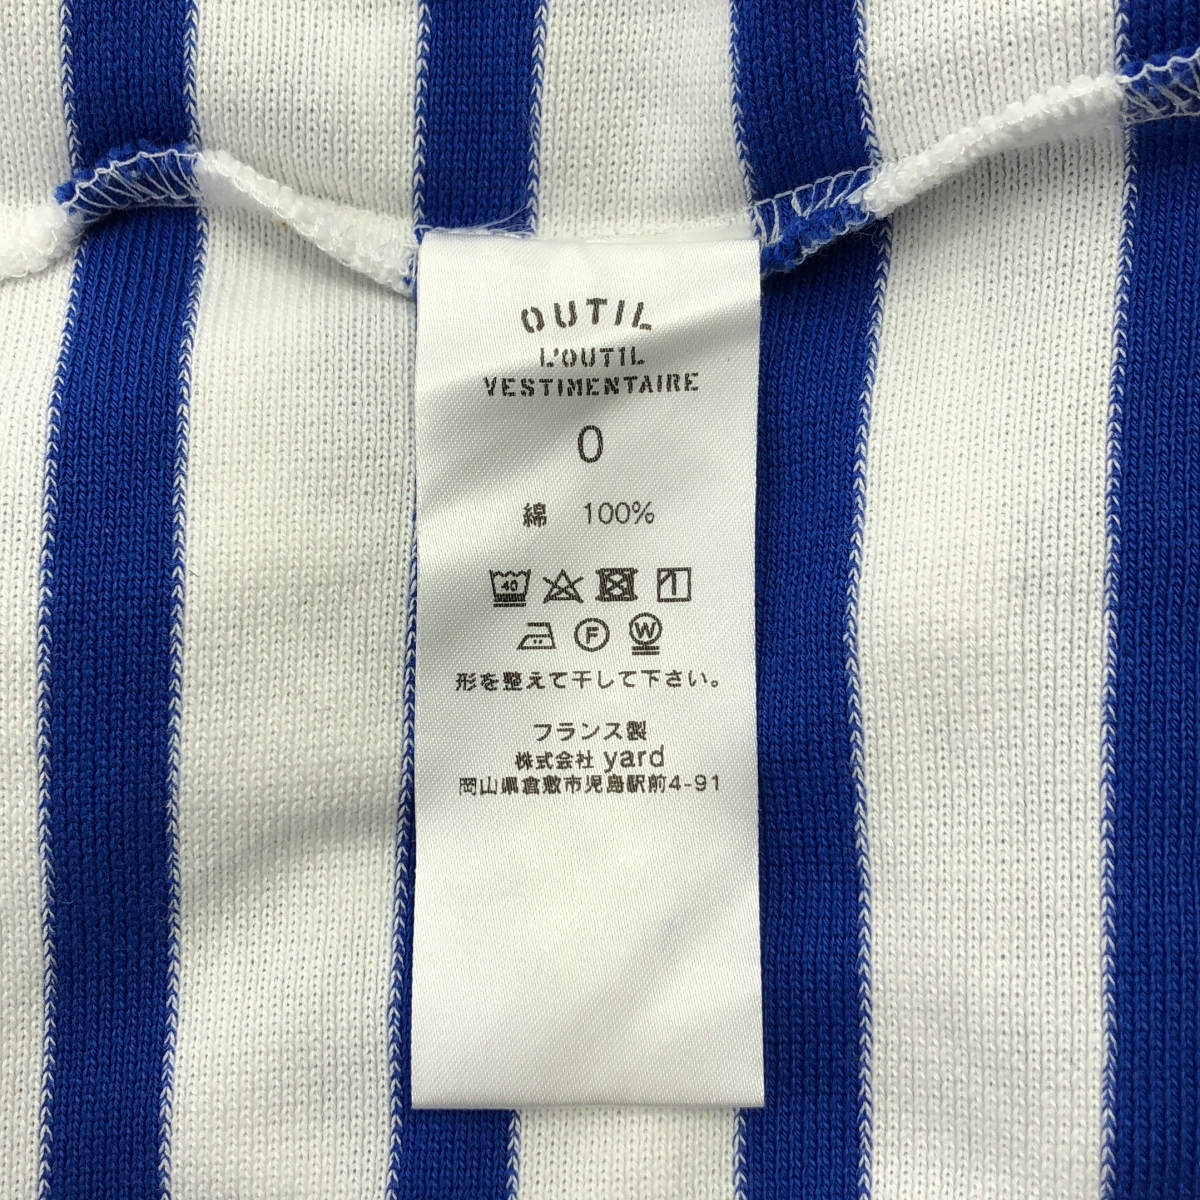 OUTIL
L'OUTIL
VESTIMENTAIRE
0
綿 100%
40
F W
形を整えて干して下さい。
フランス製
株式会社 yard
岡山県倉敷市児島駅前4-91